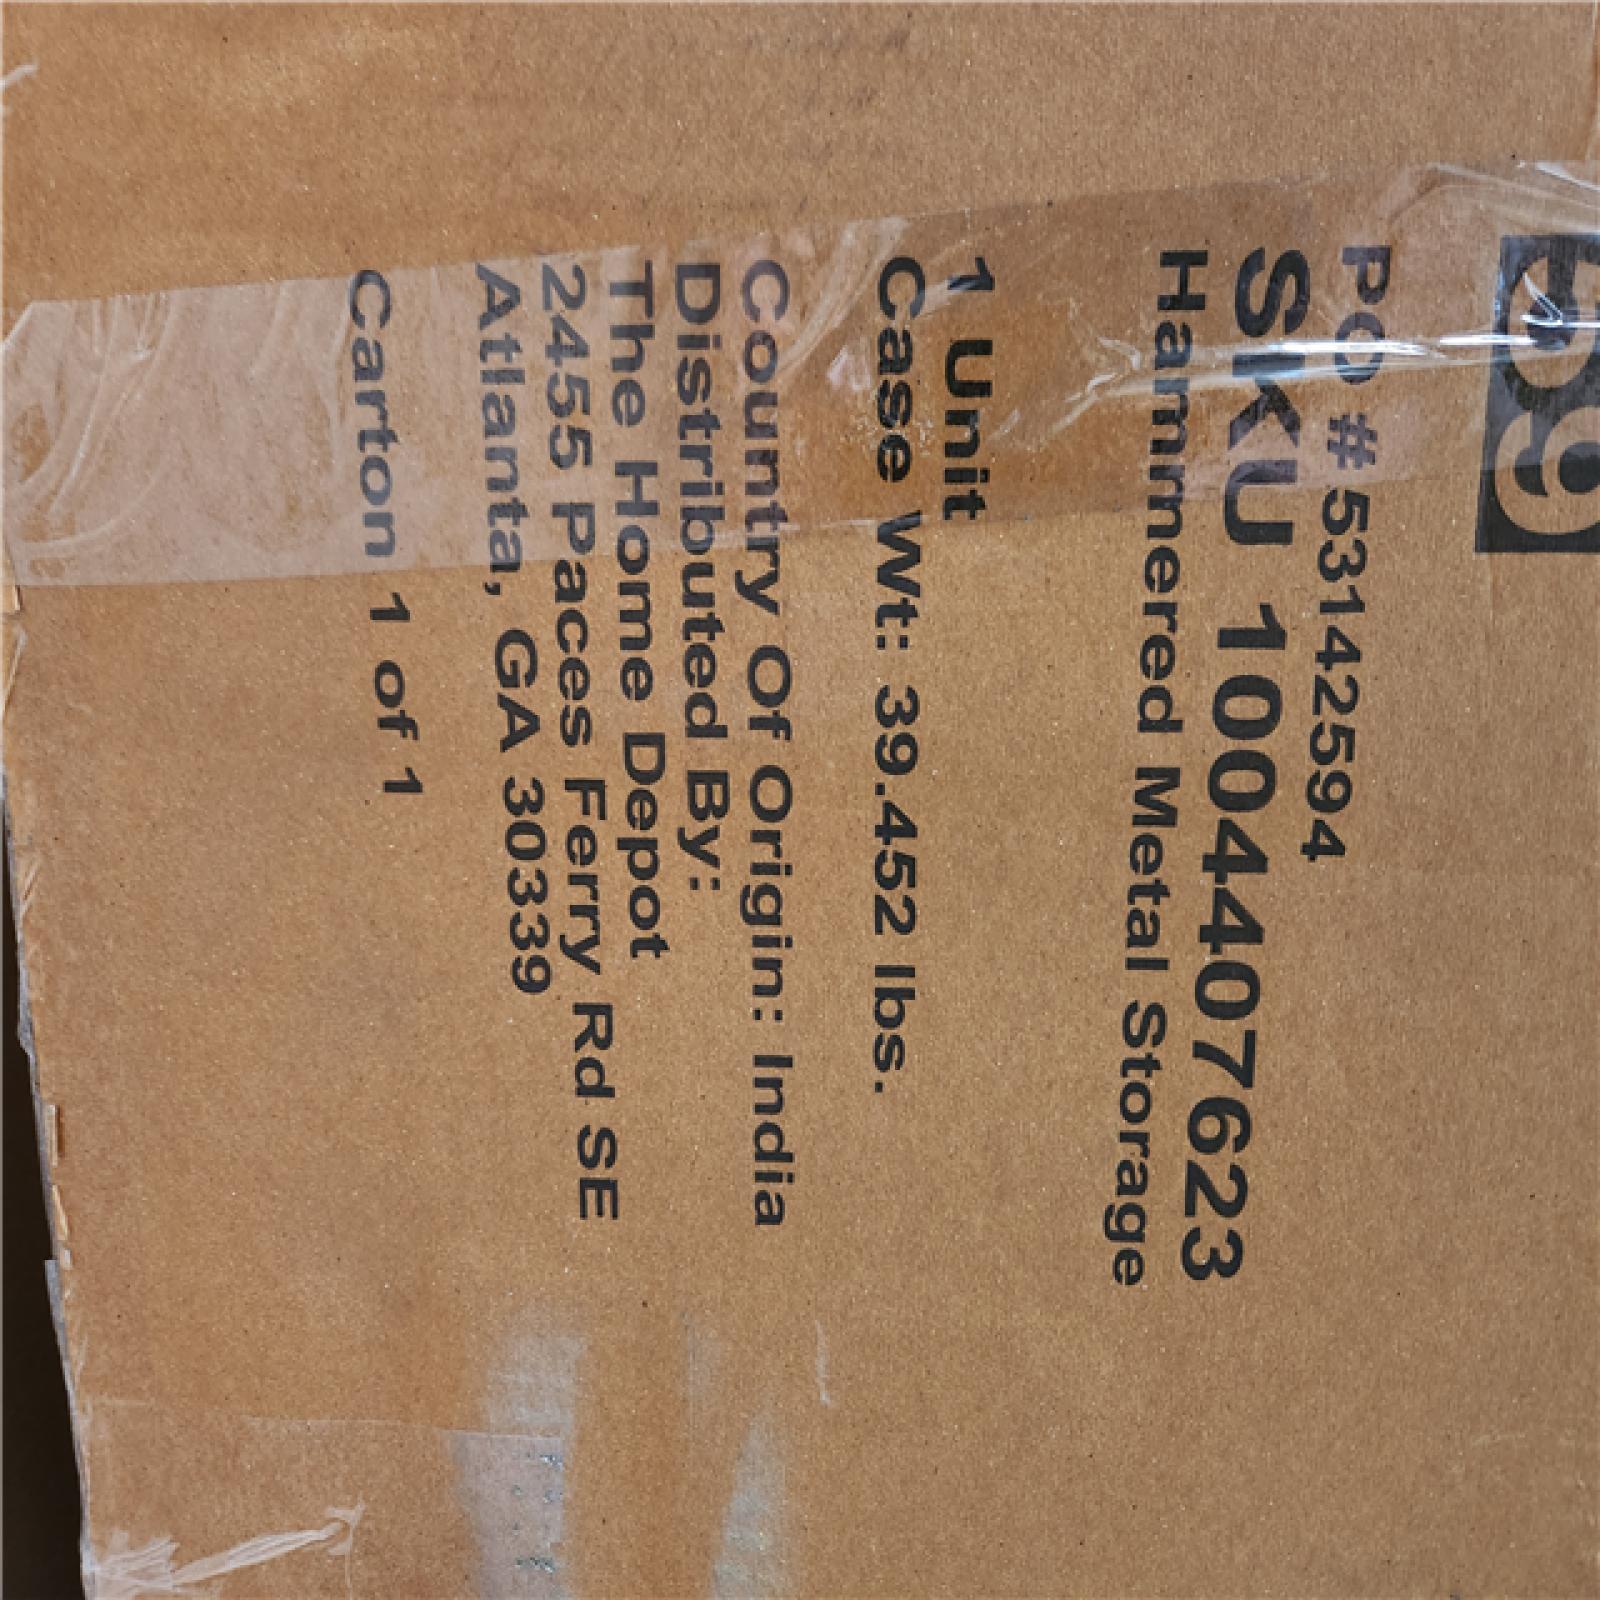 59
PO # 53142594
SKU 1004407623
Hammered Metal Storage
1 Unit
Case Wt: 39.452 lbs.
Country Of Origin: India
Distributed By:
The Home Depot
2455 Paces Ferry Rd SE
Atlanta, GA 30339
Carton 1 of 1